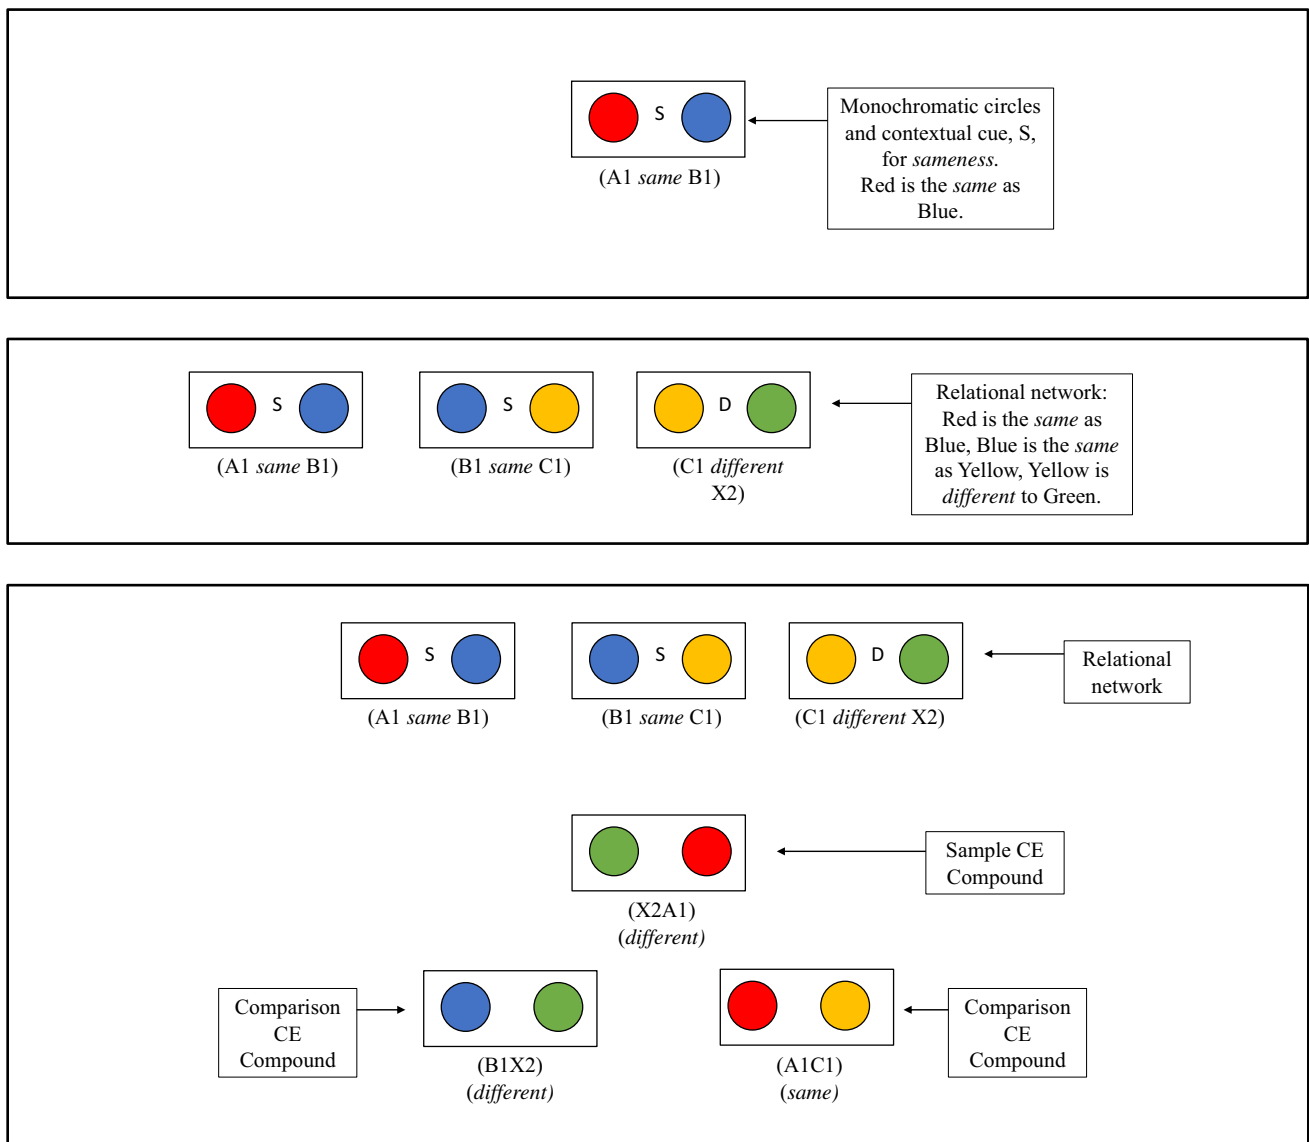 S
(A1 same B1)
Monochromatic circles
and contextual cue, S,
for sameness.
Red is the same as
Blue.
S
(A1 same B1)
S
(B1 same C1)
D
(C1 different
X2)
Relational network:
Red is the same as
Blue, Blue is the same
as Yellow, Yellow is
different to Green.
S
(A1 same B1)
S
(B1 same C1)
D
(C1 different X2)
Relational
network
(X2A1)
(different)
Sample CE
Compound
Comparison
CE
Compound
(B1X2)
(different)
(A1C1)
(same)
Comparison
CE
Compound